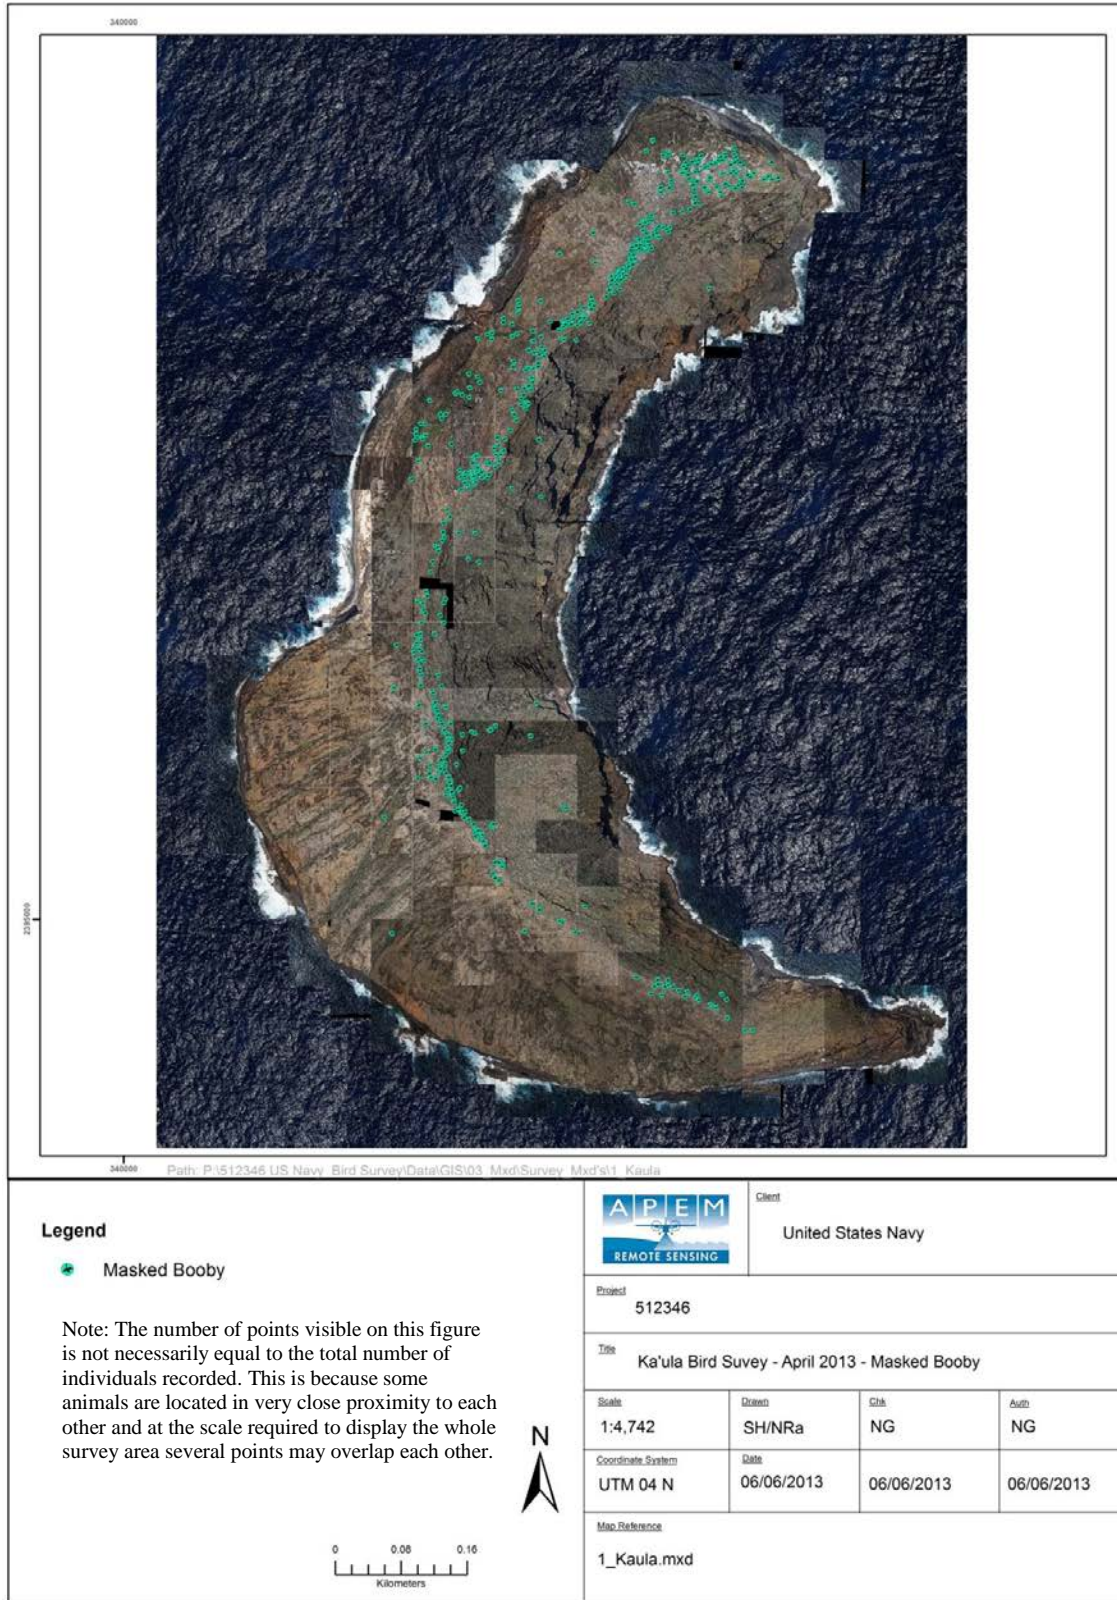 340000
2395000
340000
Path: P:\512346 US Navy_Bird Survey\Data\GIS\03_Mxd\Survey_Mxd's\1_Kaula
Legend
Masked Booby
Note: The number of points visible on this figure
is not necessarily equal to the total number of
individuals recorded. This is because some
animals are located in very close proximity to each
other and at the scale required to display the whole
survey area several points may overlap each other.
N
0 0.08 0.16
Kilometers
APEM
REMOTE SENSING
Client
United States Navy
Project
512346
Title
Ka'ula Bird Suvey - April 2013 - Masked Booby
Scale
1:4,742
Drawn
SH/NRa
Chk
NG
Auth
NG
Coordinate System
UTM 04 N
Date
06/06/2013
06/06/2013
06/06/2013
Map Reference
1_Kaula.mxd